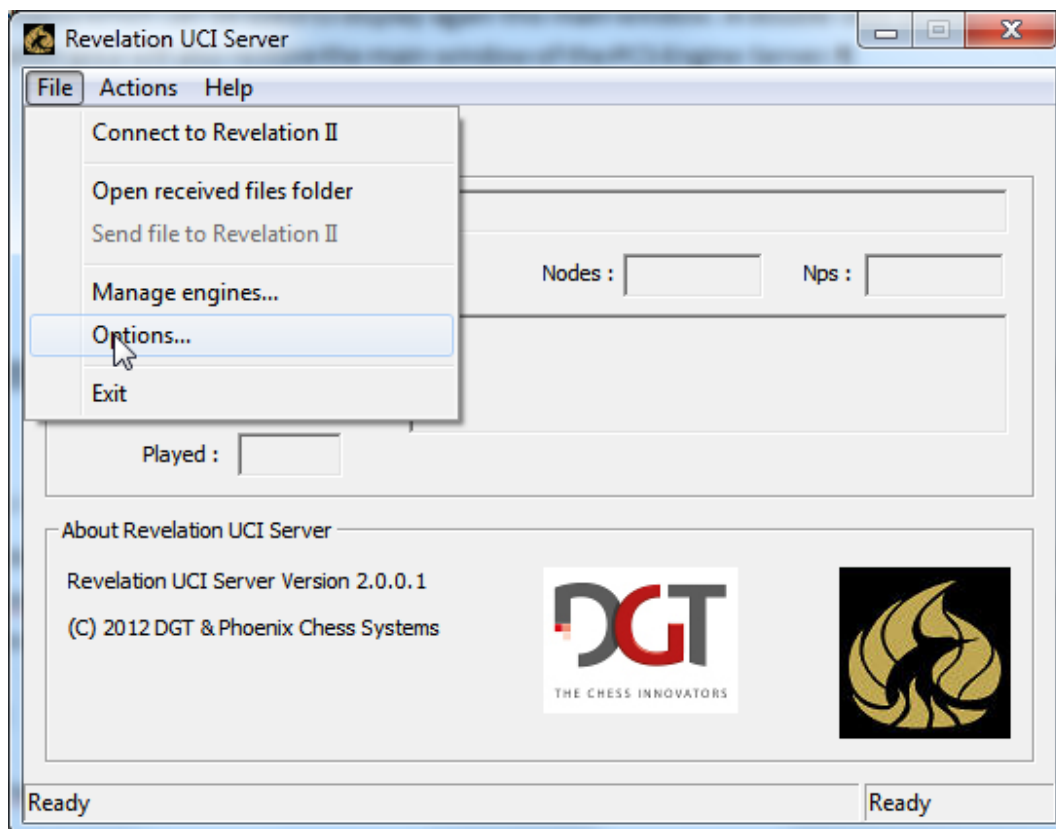 Revelation UCI Server
File Actions Help
Connect to Revelation II
Open received files folder
Send file to Revelation II
Nodes :
Nps :
Manage engines...
Options...
Exit
Played :
About Revelation UCI Server
Revelation UCI Server Version 2.0.0.1
(C) 2012 DGT & Phoenix Chess Systems
DGT
THE CHESS INNOVATORS
Ready
Ready